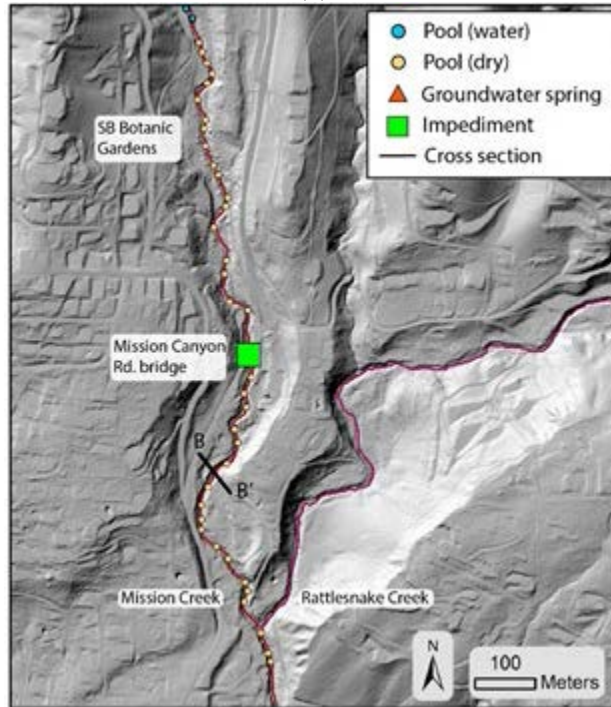 Pool (water)
Pool (dry)
Groundwater spring
Impediment
Cross section
SB Botanic
Gardens
Mission Canyon
Rd. bridge
B
B'
Mission Creek
Rattlesnake Creek
N
100
Meters